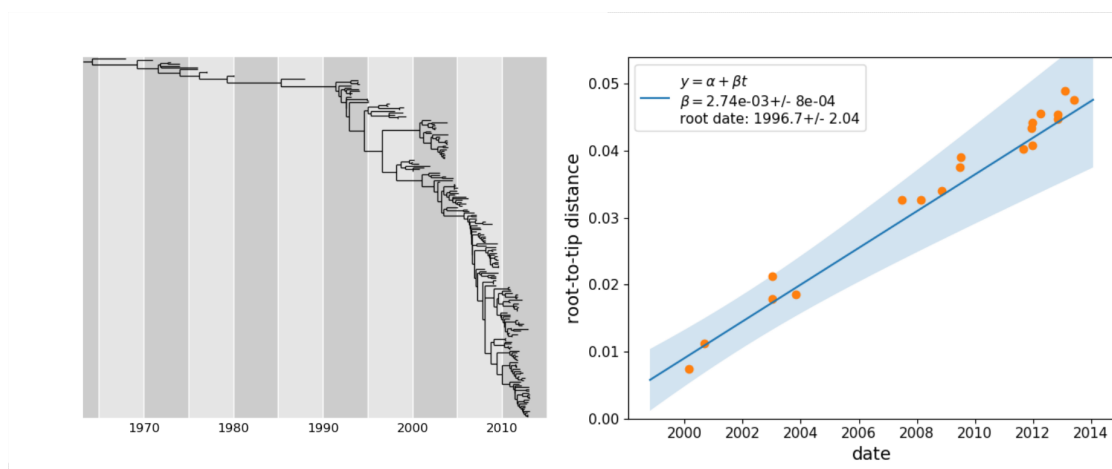 1970 1980 1990 2000 2010
y = α + βt
β = 2.74e-03+/- 8e-04
root date: 1996.7+/- 2.04
0.05
0.04
0.03
0.02
0.01
0.00
root-to-tip distance
2000 2002 2004 2006 2008 2010 2012 2014
date